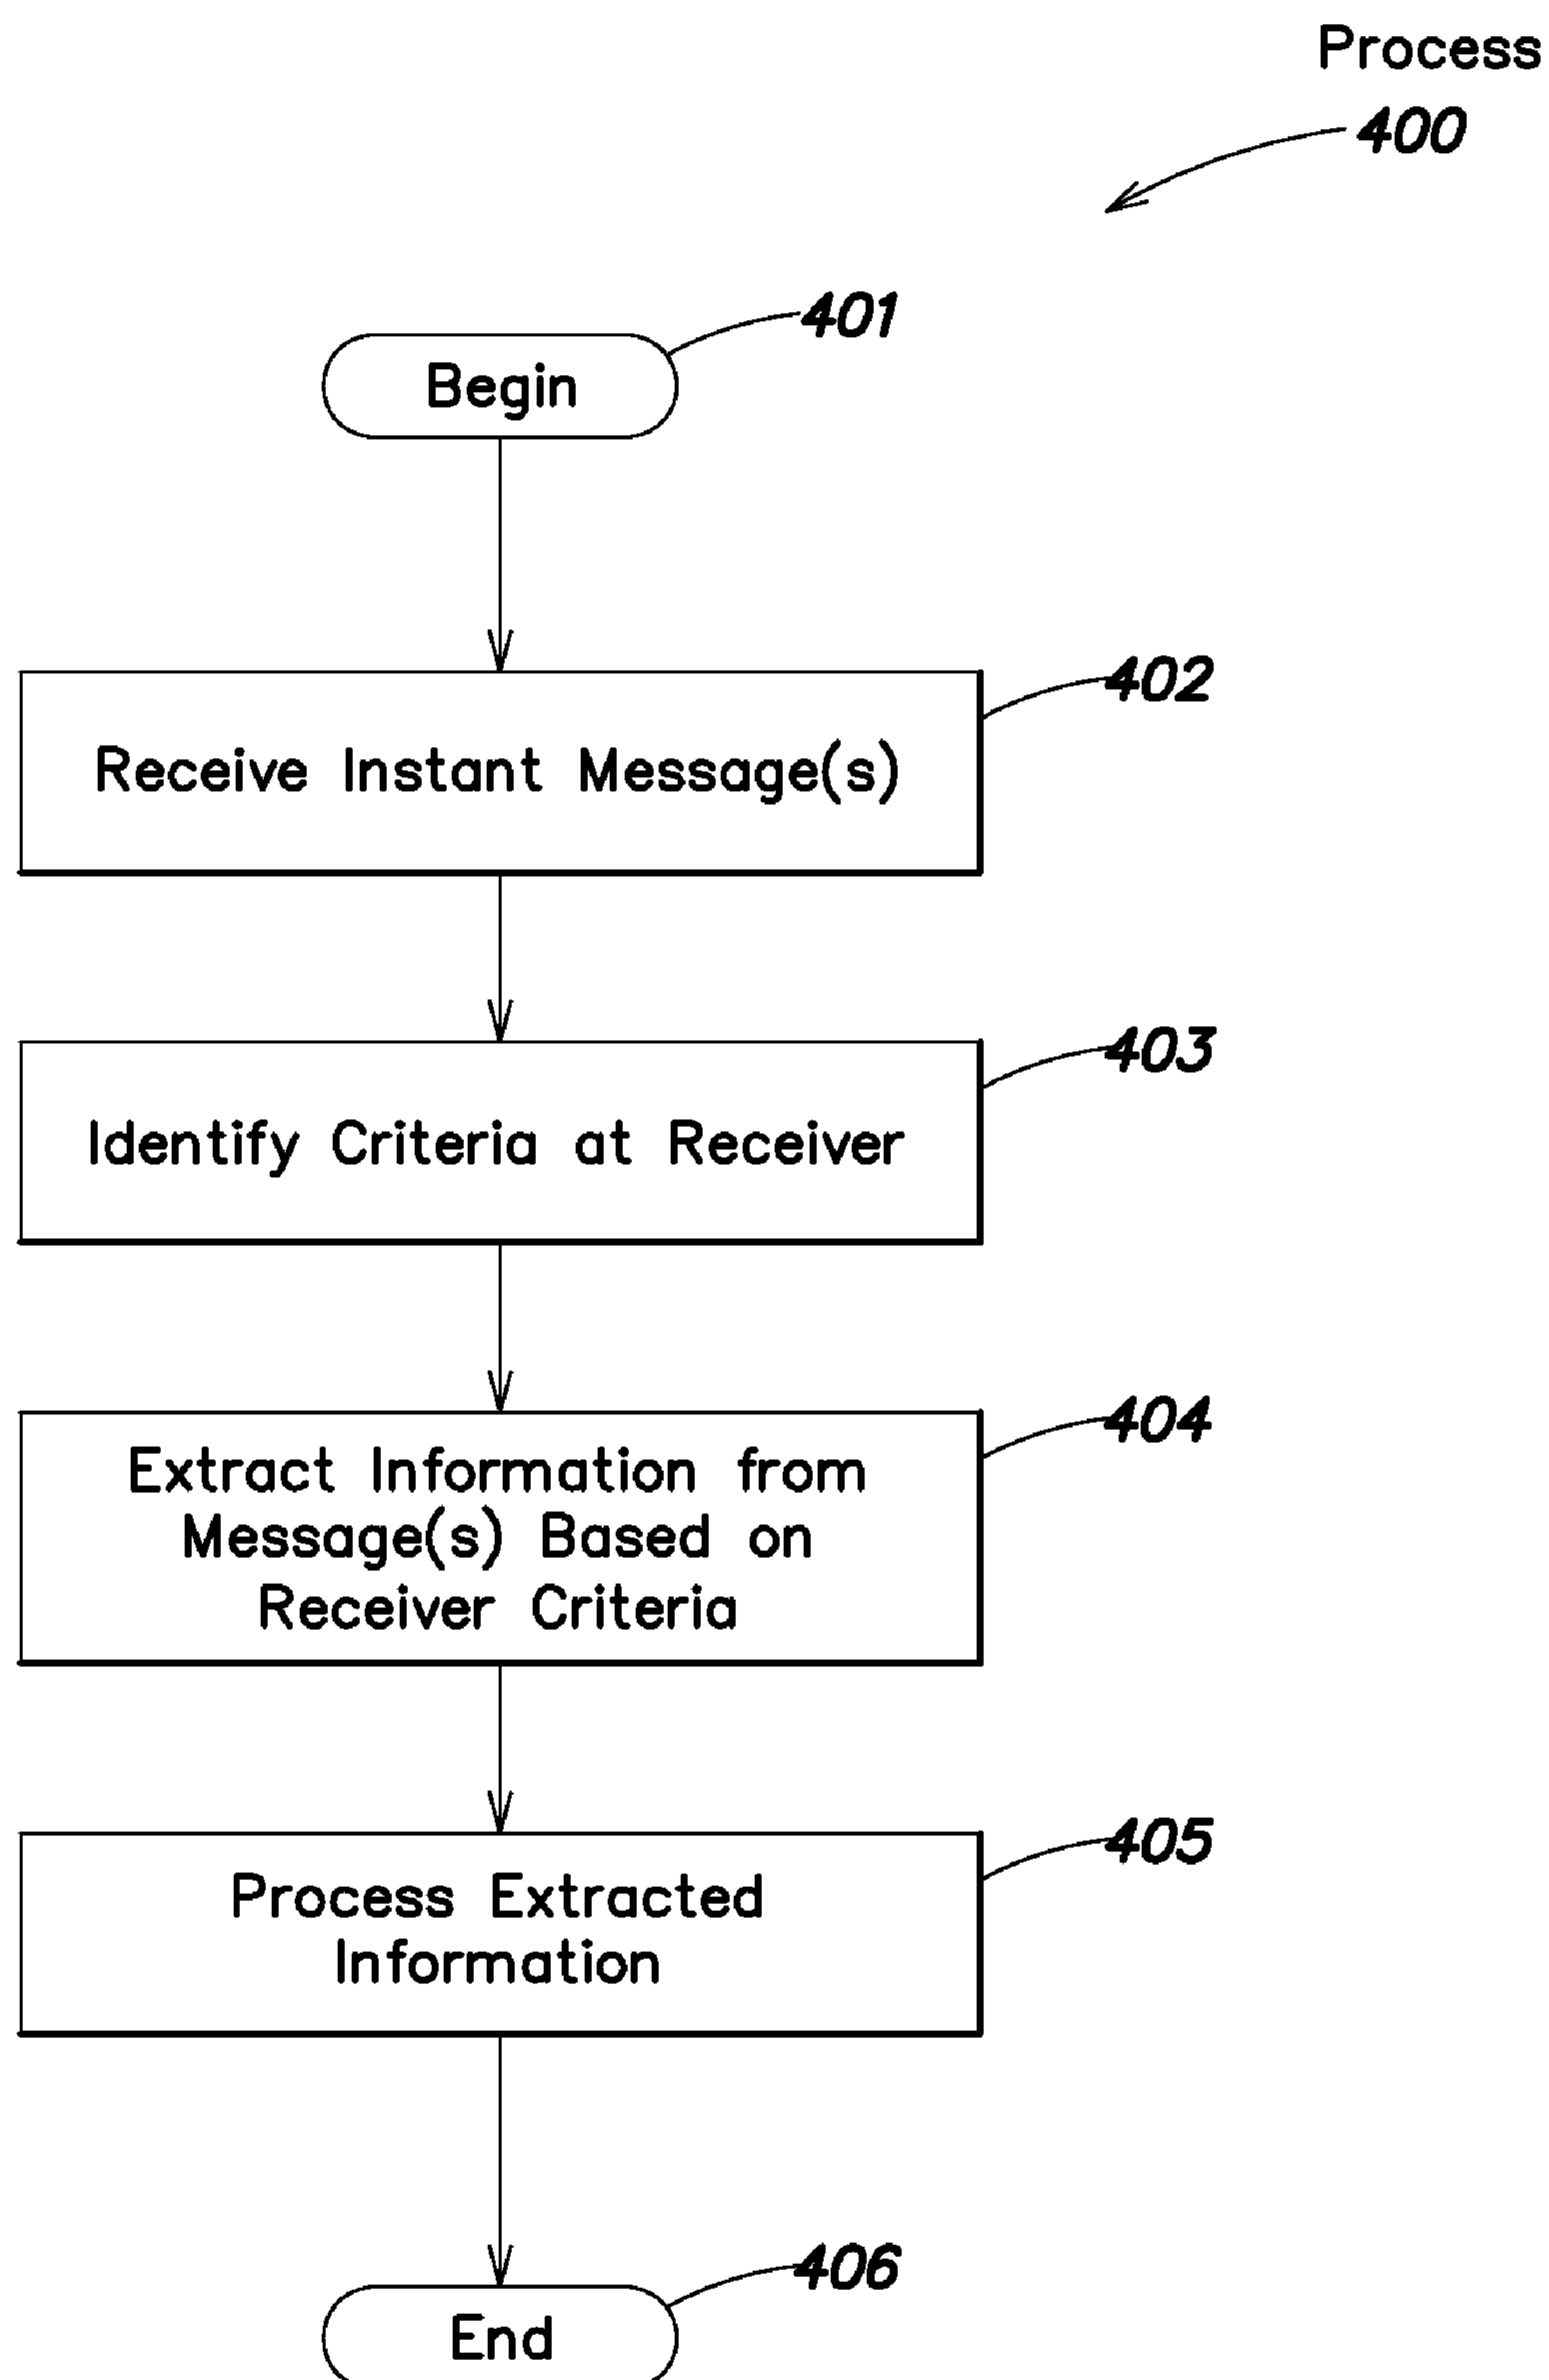 Process
400
401
Begin
402
Receive Instant Message(s)
403
Identify Criteria at Receiver
404
Extract Information from
Message(s) Based on
Receiver Criteria
405
Process Extracted
Information
406
End